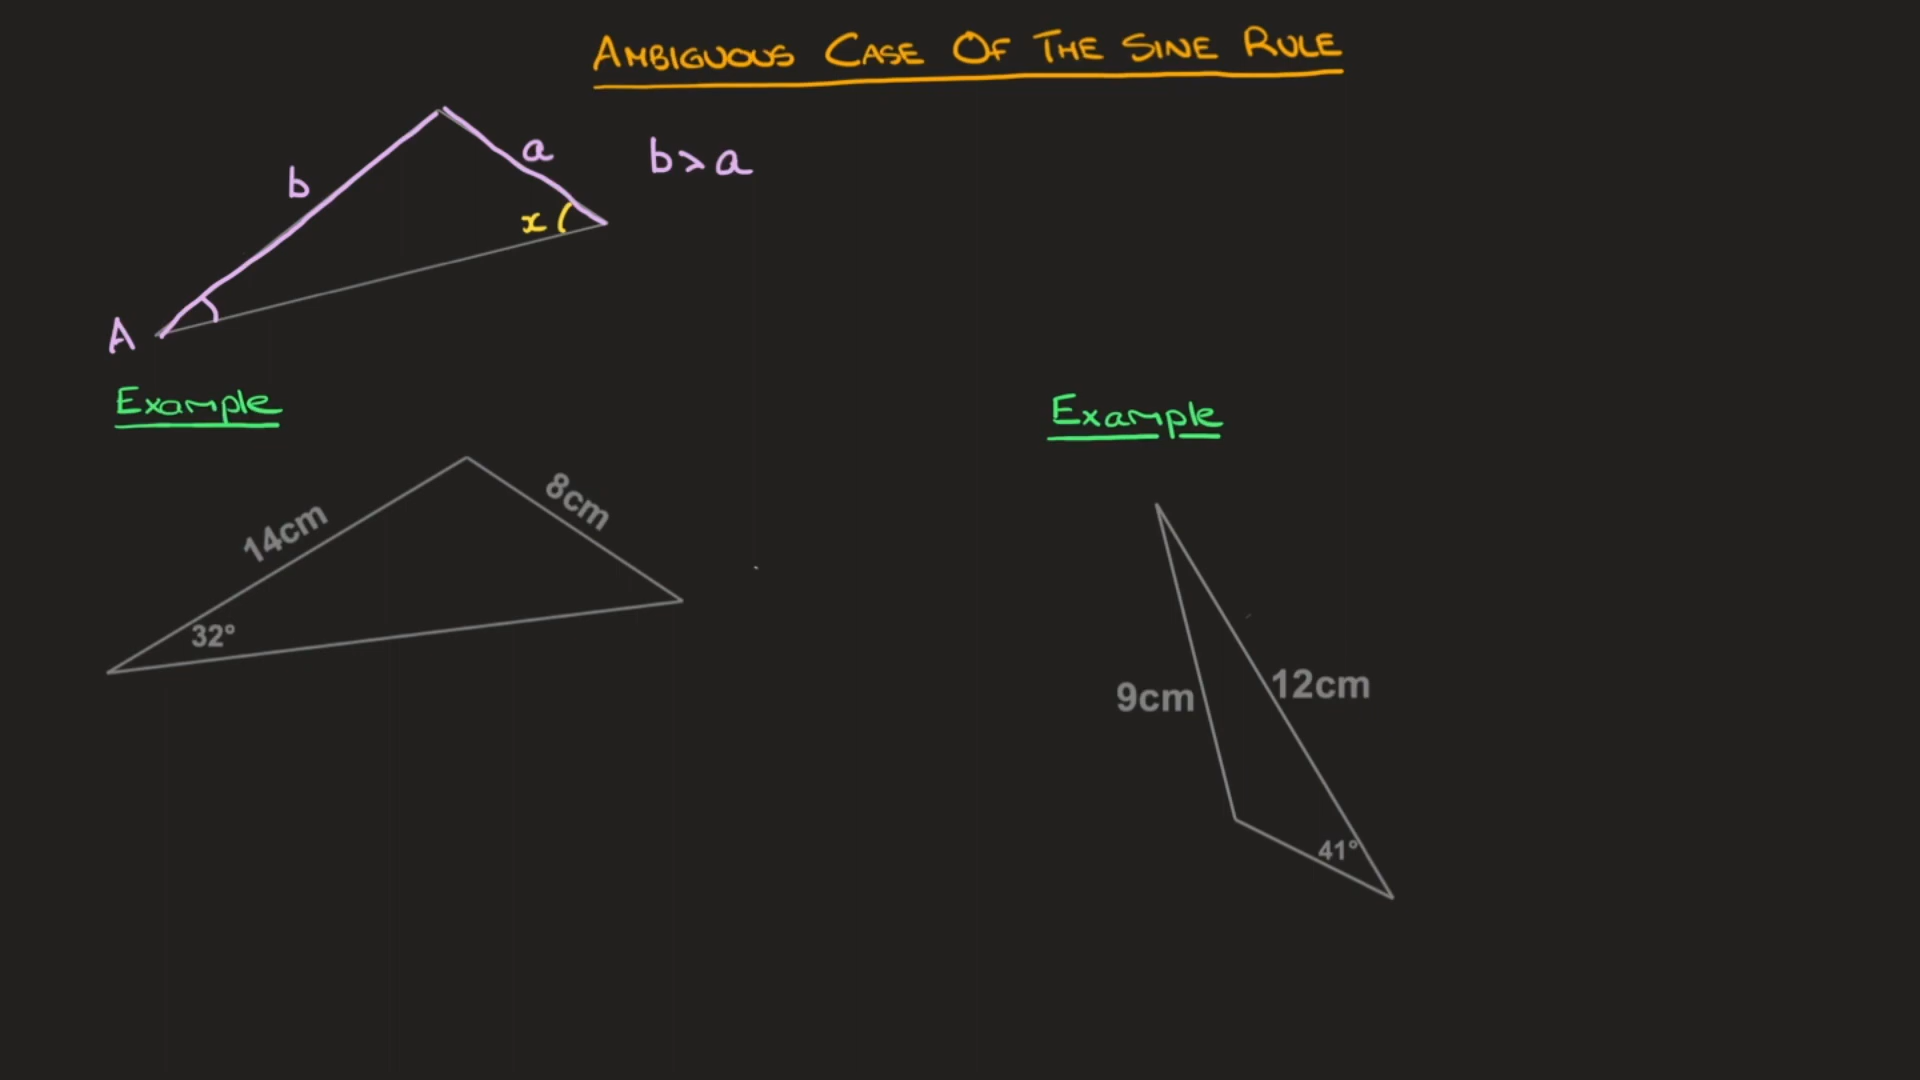 AMBIGUOUS CASE OF THE SINE RULE
b
a
b > a
x
A
Example
Example
14cm
8cm
32°
9cm
12cm
41°